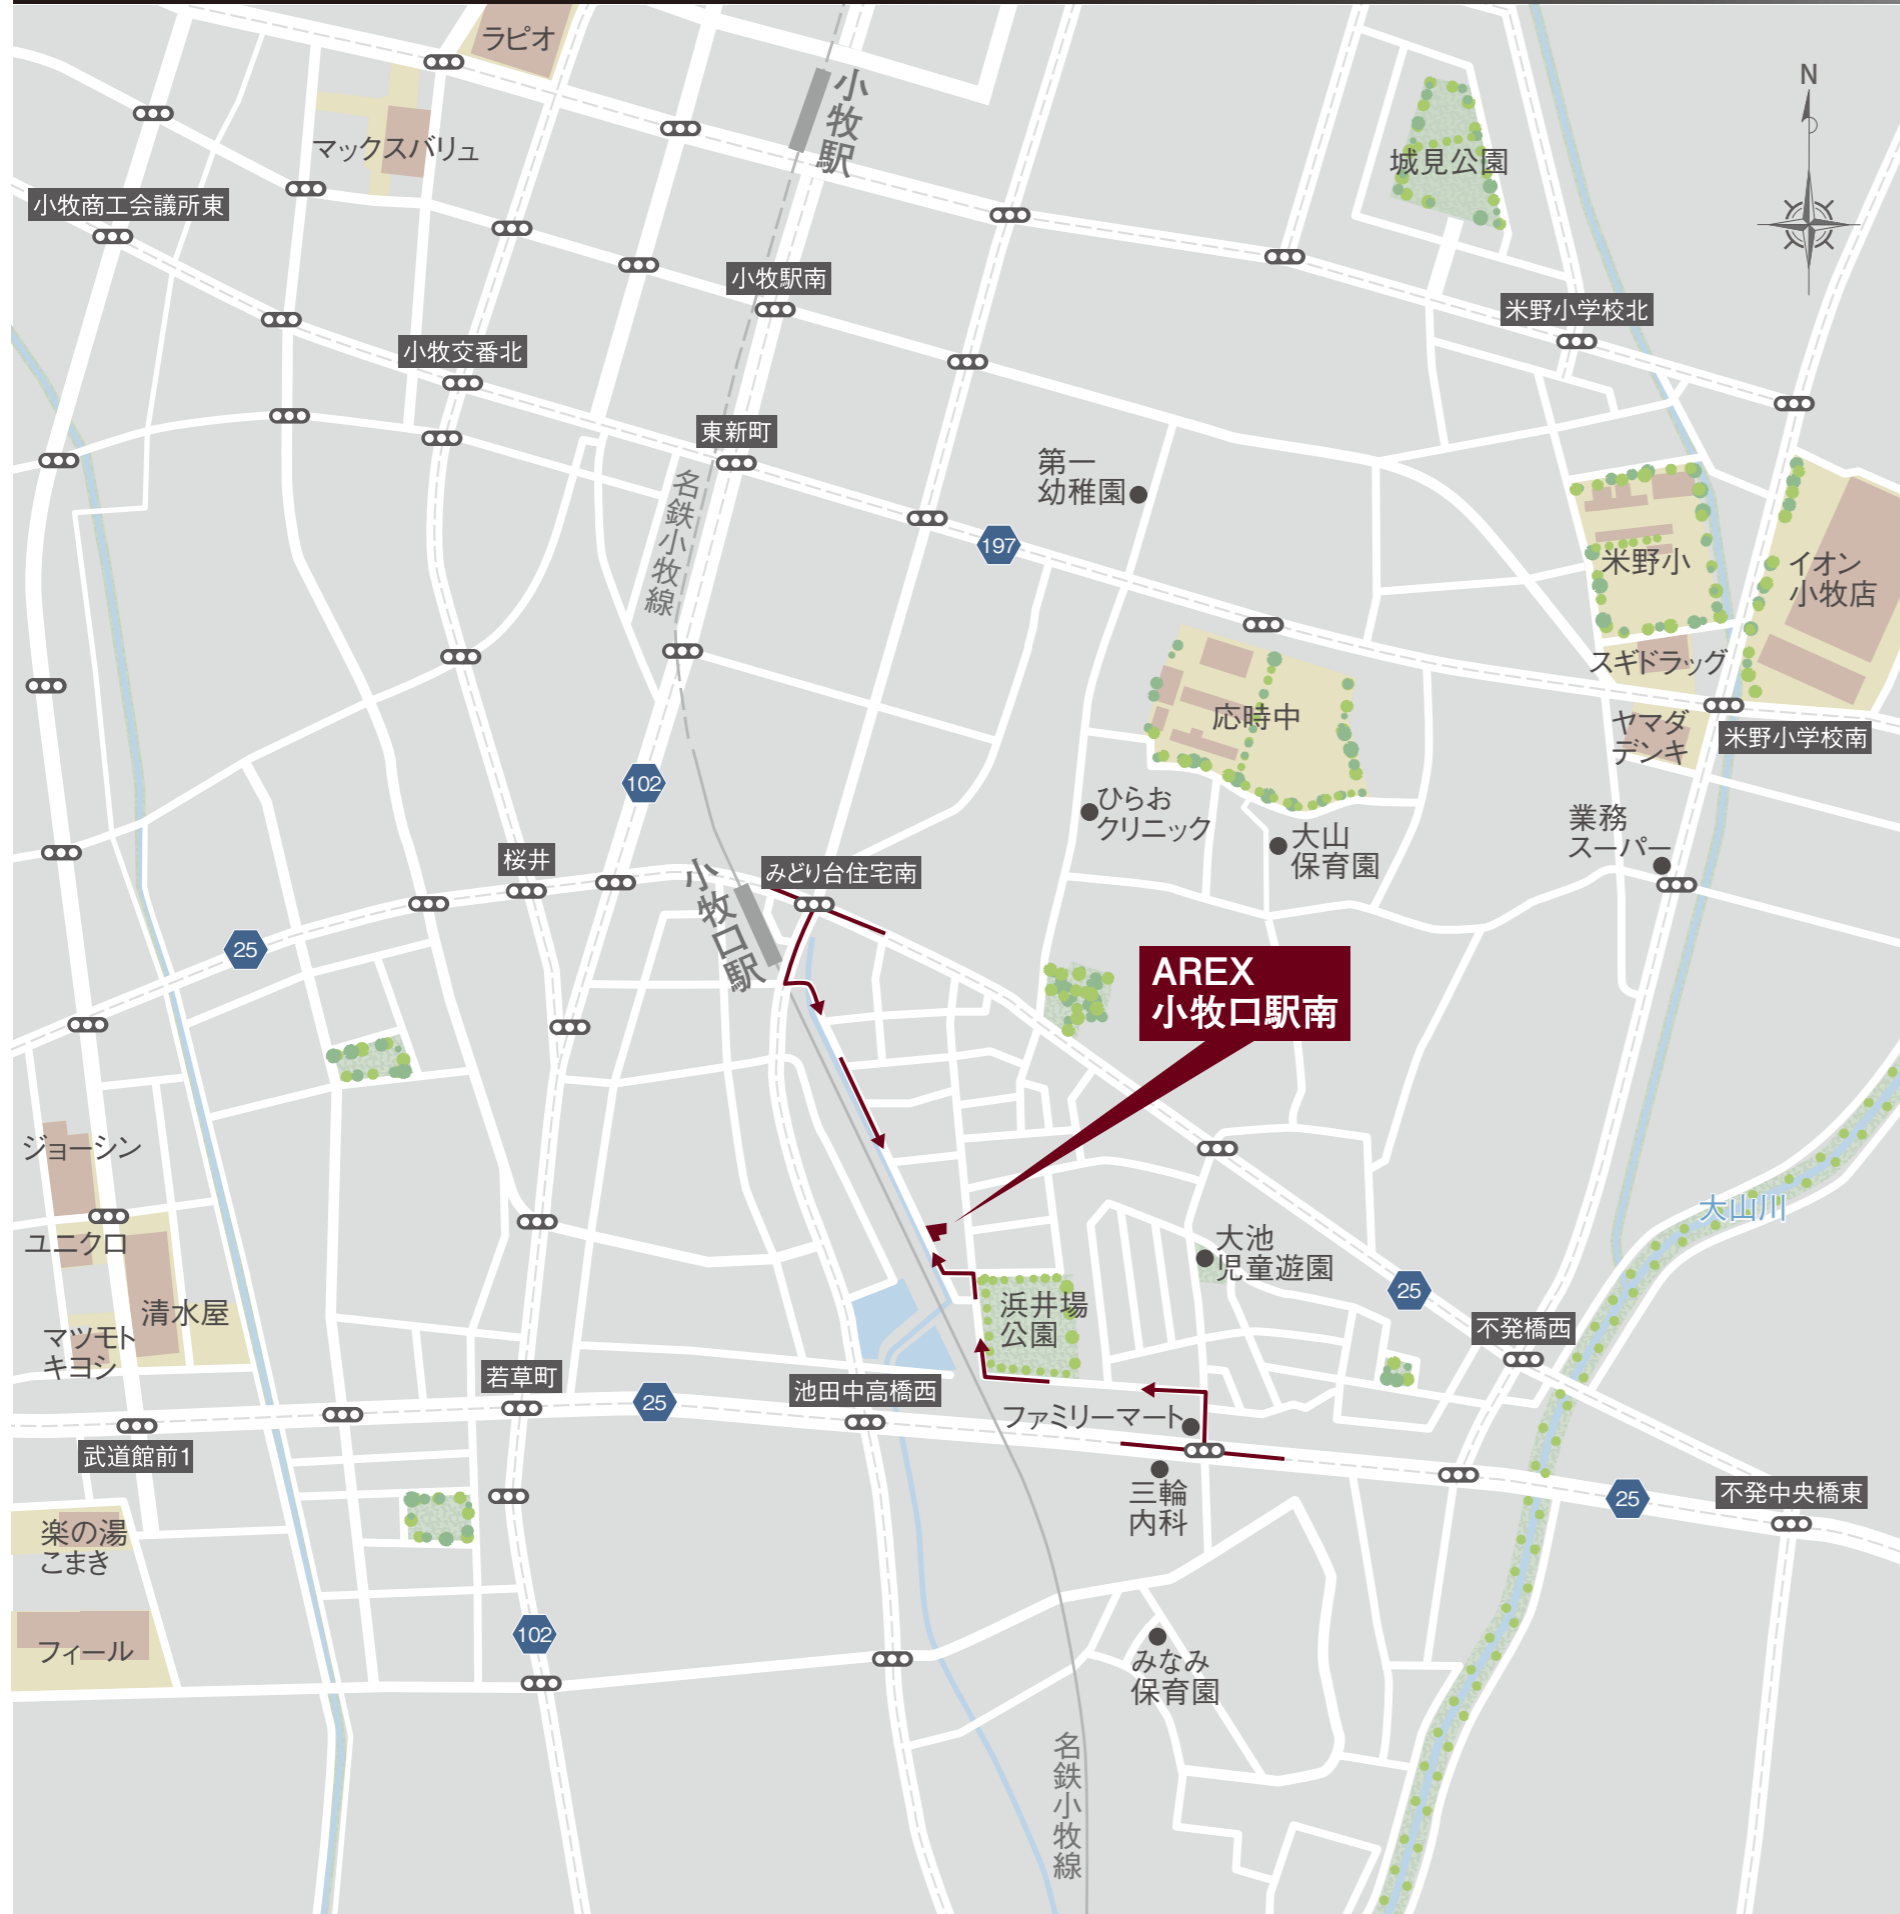 ラピオ
小牧駅
N
マックスバリュ
城見公園
小牧商工会議所東
小牧駅南
米野小学校北
小牧交番北
東新町
第一
幼稚園
名鉄小牧線
197
米野小
イオン
小牧店
スギドラッグ
応時中
ヤマダ
デンキ
米野小学校南
102
ひらお
クリニック
大山
保育園
業務
スーパー
桜井
小牧口駅
みどり台住宅南
25
AREX
小牧口駅南
ジョーシン
大山川
ユニクロ
大池
児童遊園
清水屋
浜井場
公園
25
マツモト
キヨシ
不発橋西
若草町
25
池田中高橋西
ファミリーマート
武道館前1
三輪
内科
25
不発中央橋東
楽の湯
こまき
フィール
102
みなみ
保育園
名鉄小牧線